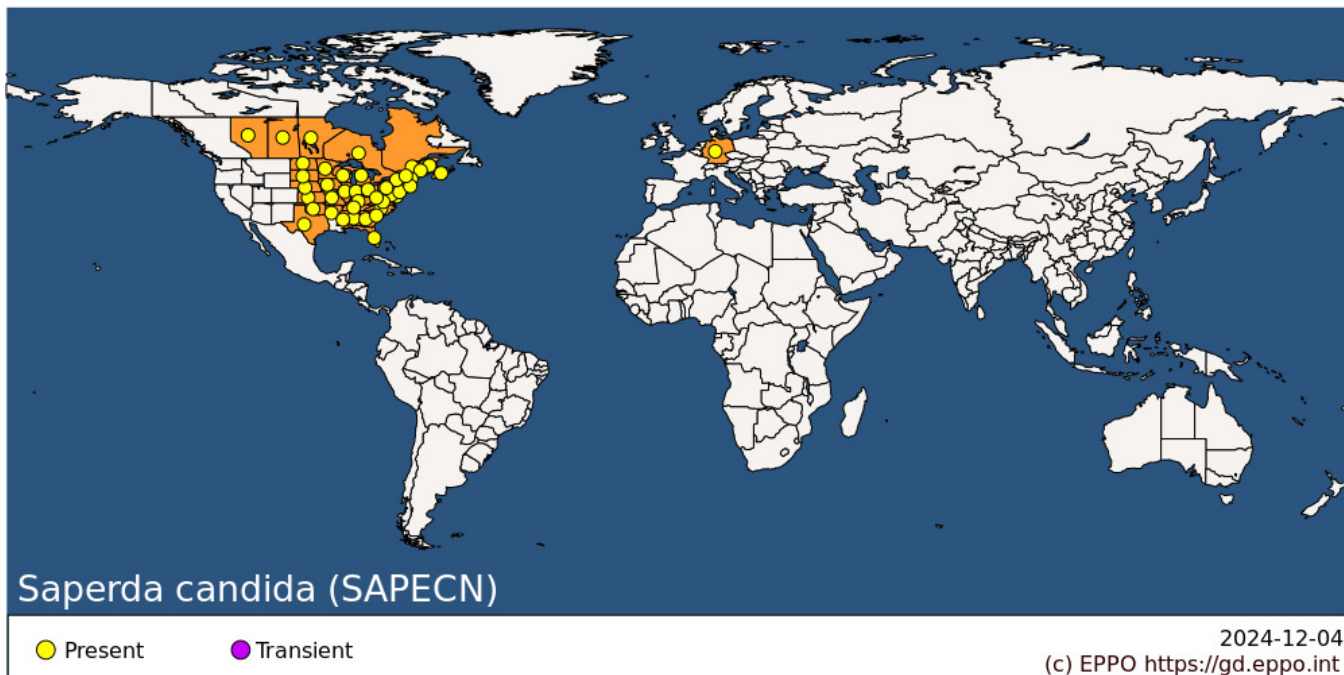 Saperda candida (SAPECN)
Present
Transient
2024-12-04
(c) EPPO https://gd.eppo.int